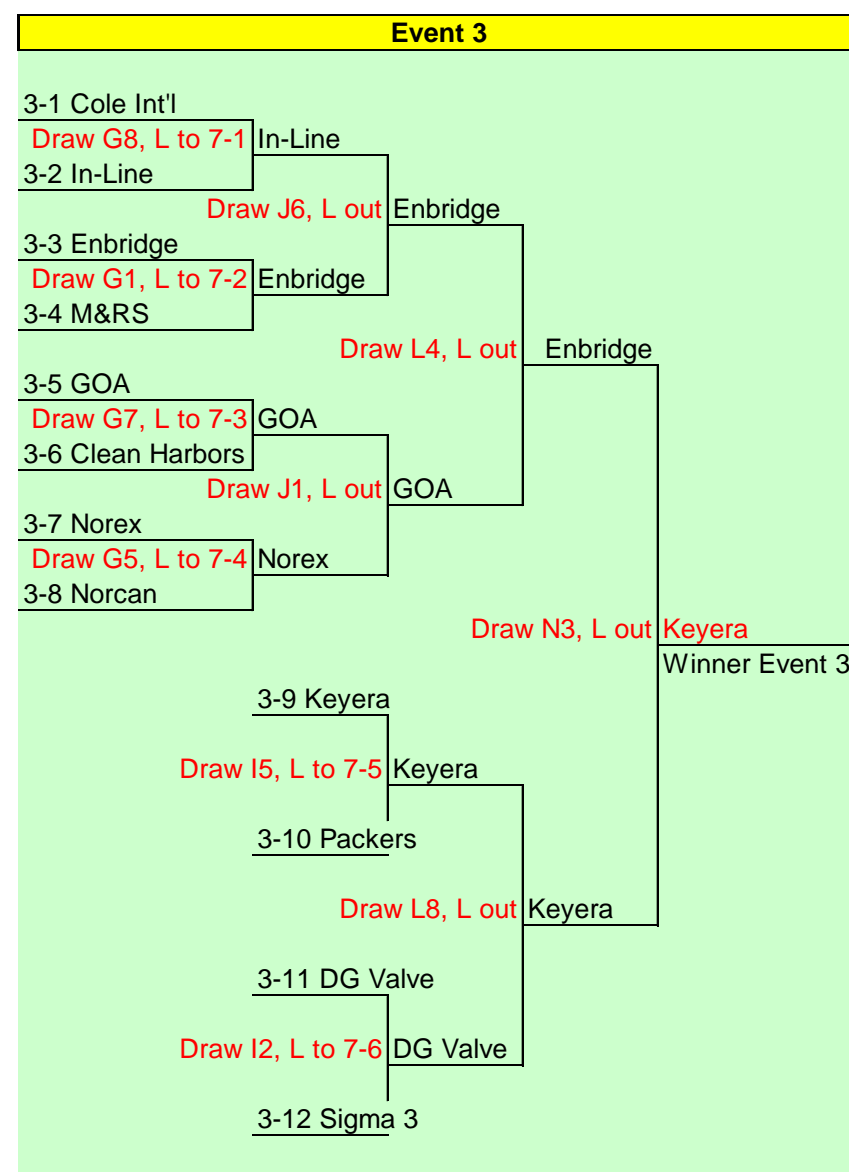 Event 3
3-1 Cole Int'l
Draw G8, L to 7-1 In-Line
3-2 In-Line
Draw J6, L out Enbridge
3-3 Enbridge
Draw G1, L to 7-2 Enbridge
3-4 M&RS
Draw L4, L out Enbridge
3-5 GOA
Draw G7, L to 7-3 GOA
3-6 Clean Harbors
Draw J1, L out GOA
3-7 Norex
Draw G5, L to 7-4 Norex
3-8 Norcan
Draw N3, L out Keyera
Winner Event 3
3-9 Keyera
Draw I5, L to 7-5 Keyera
3-10 Packers
Draw L8, L out Keyera
3-11 DG Valve
Draw I2, L to 7-6 DG Valve
3-12 Sigma 3